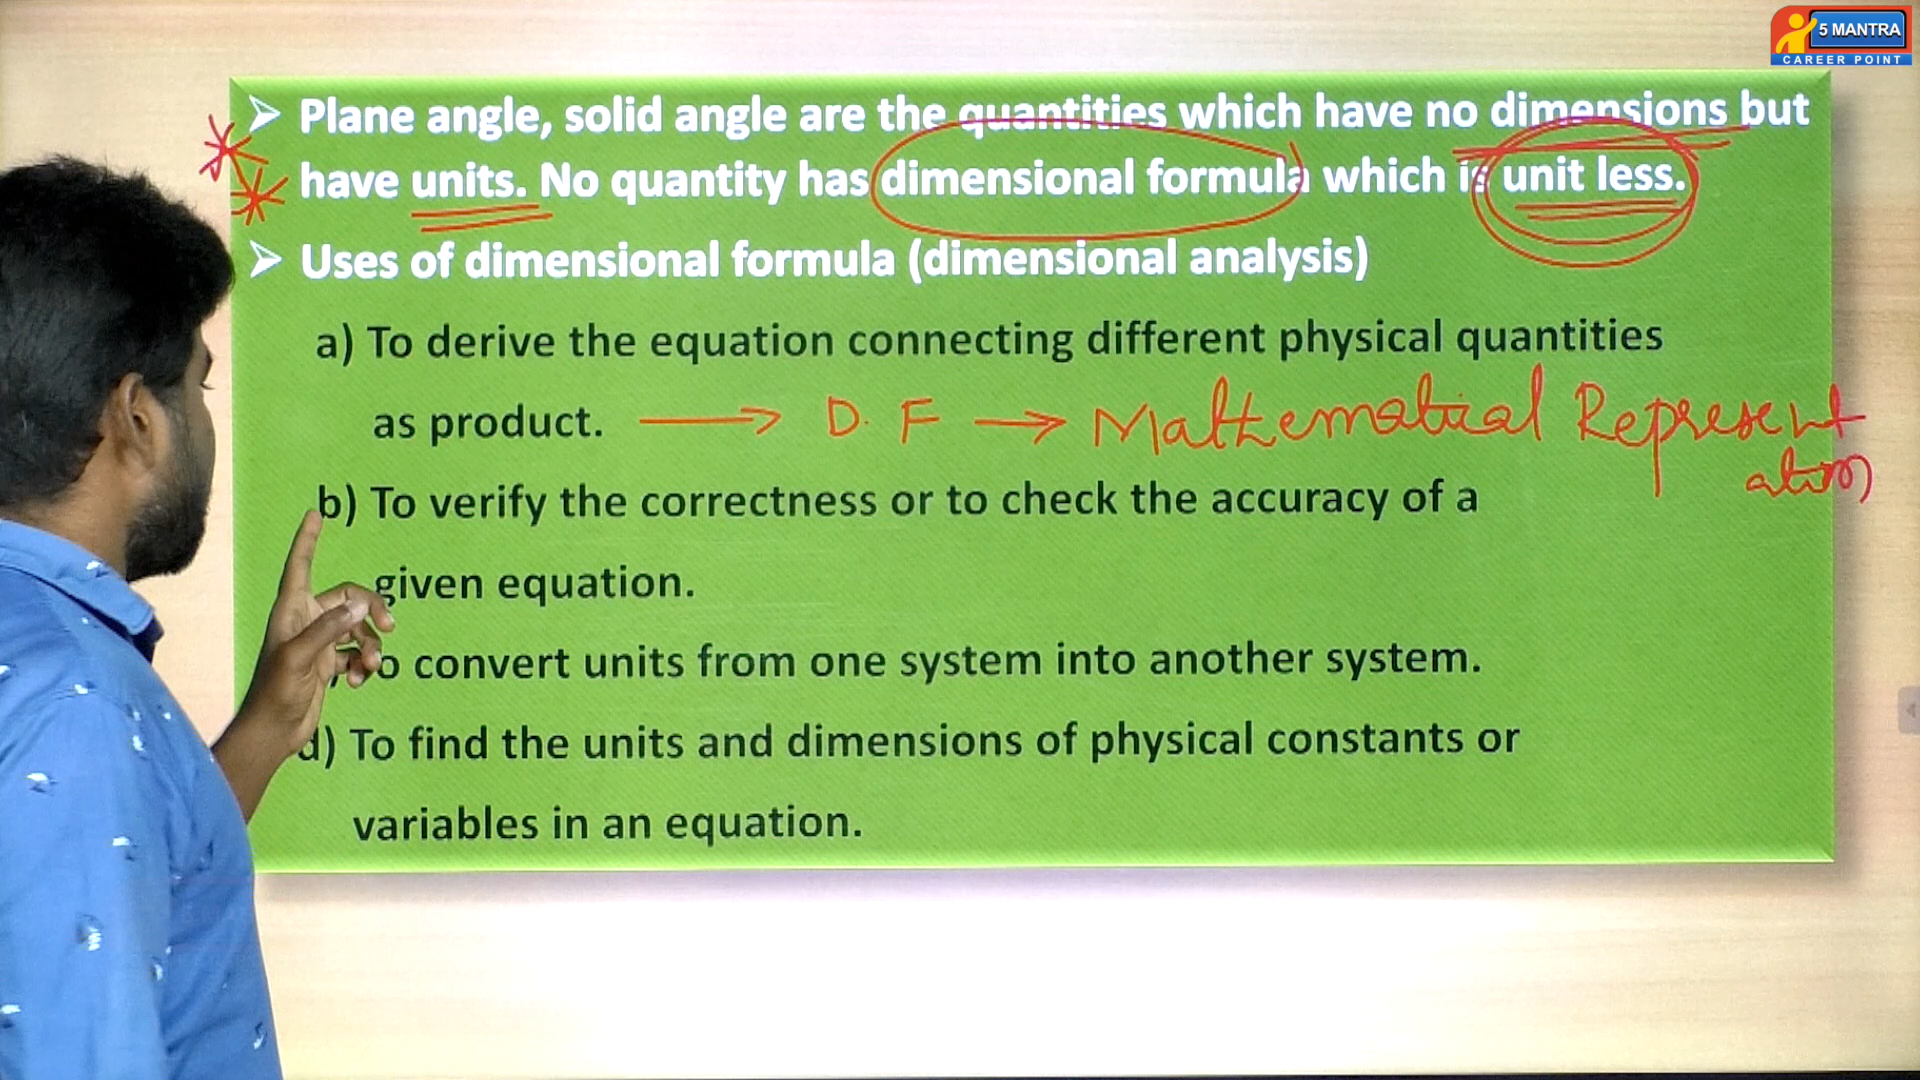 5 MANTRA
CAREER POINT
Plane angle, solid angle are the quantities which have no dimensions but
have units. No quantity has dimensional formula which is unit less.
Uses of dimensional formula (dimensional analysis)
a) To derive the equation connecting different physical quantities
as product. → D.F → Mathematical Represent
ation
b) To verify the correctness or to check the accuracy of a
given equation.
convert units from one system into another system.
d) To find the units and dimensions of physical constants or
variables in an equation.